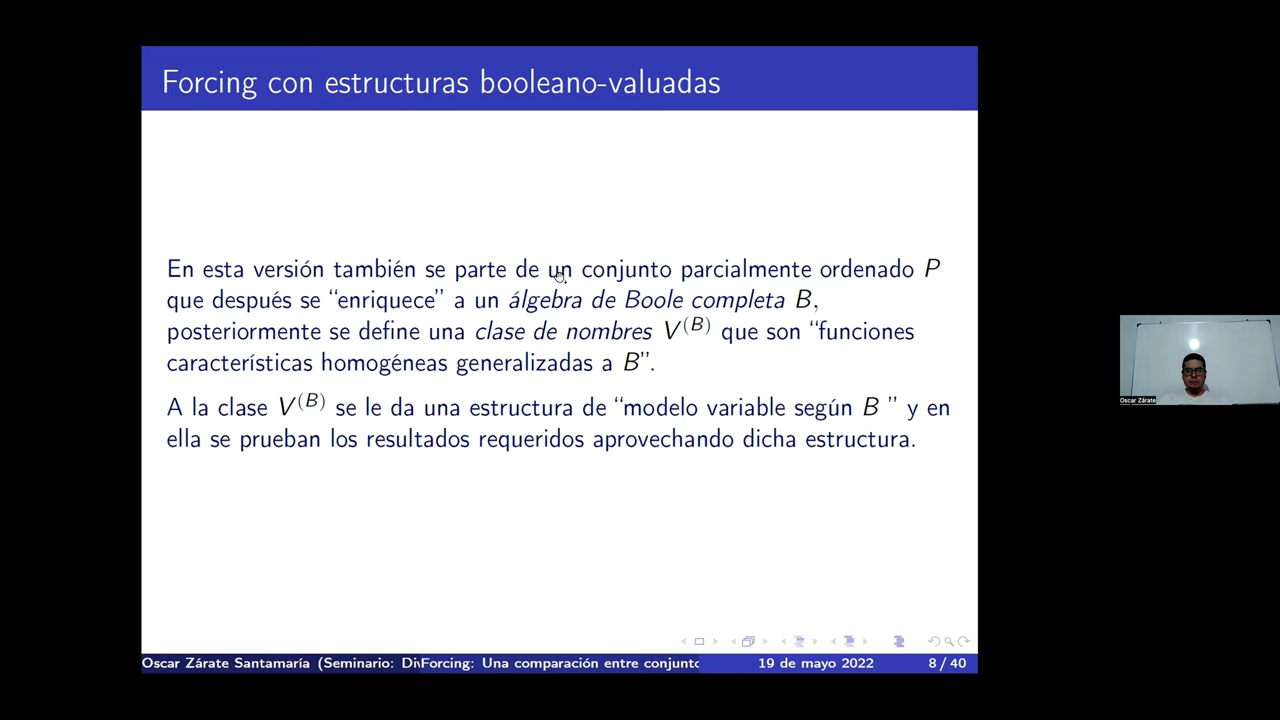 Forcing con estructuras booleano-valuadas
En esta versión también se parte de un conjunto parcialmente ordenado P
que después se “enriquece” a un álgebra de Boole completa B,
posteriormente se define una clase de nombres V^(B) que son “funciones
características homogéneas generalizadas a B”.
A la clase V^(B) se le da una estructura de “modelo variable según B ” y en
ella se prueban los resultados requeridos aprovechando dicha estructura.
Oscar Zárate
Oscar Zárate Santamaría (Seminario: Di Forcing: Una comparación entre conjunto 19 de mayo 2022 8 / 40